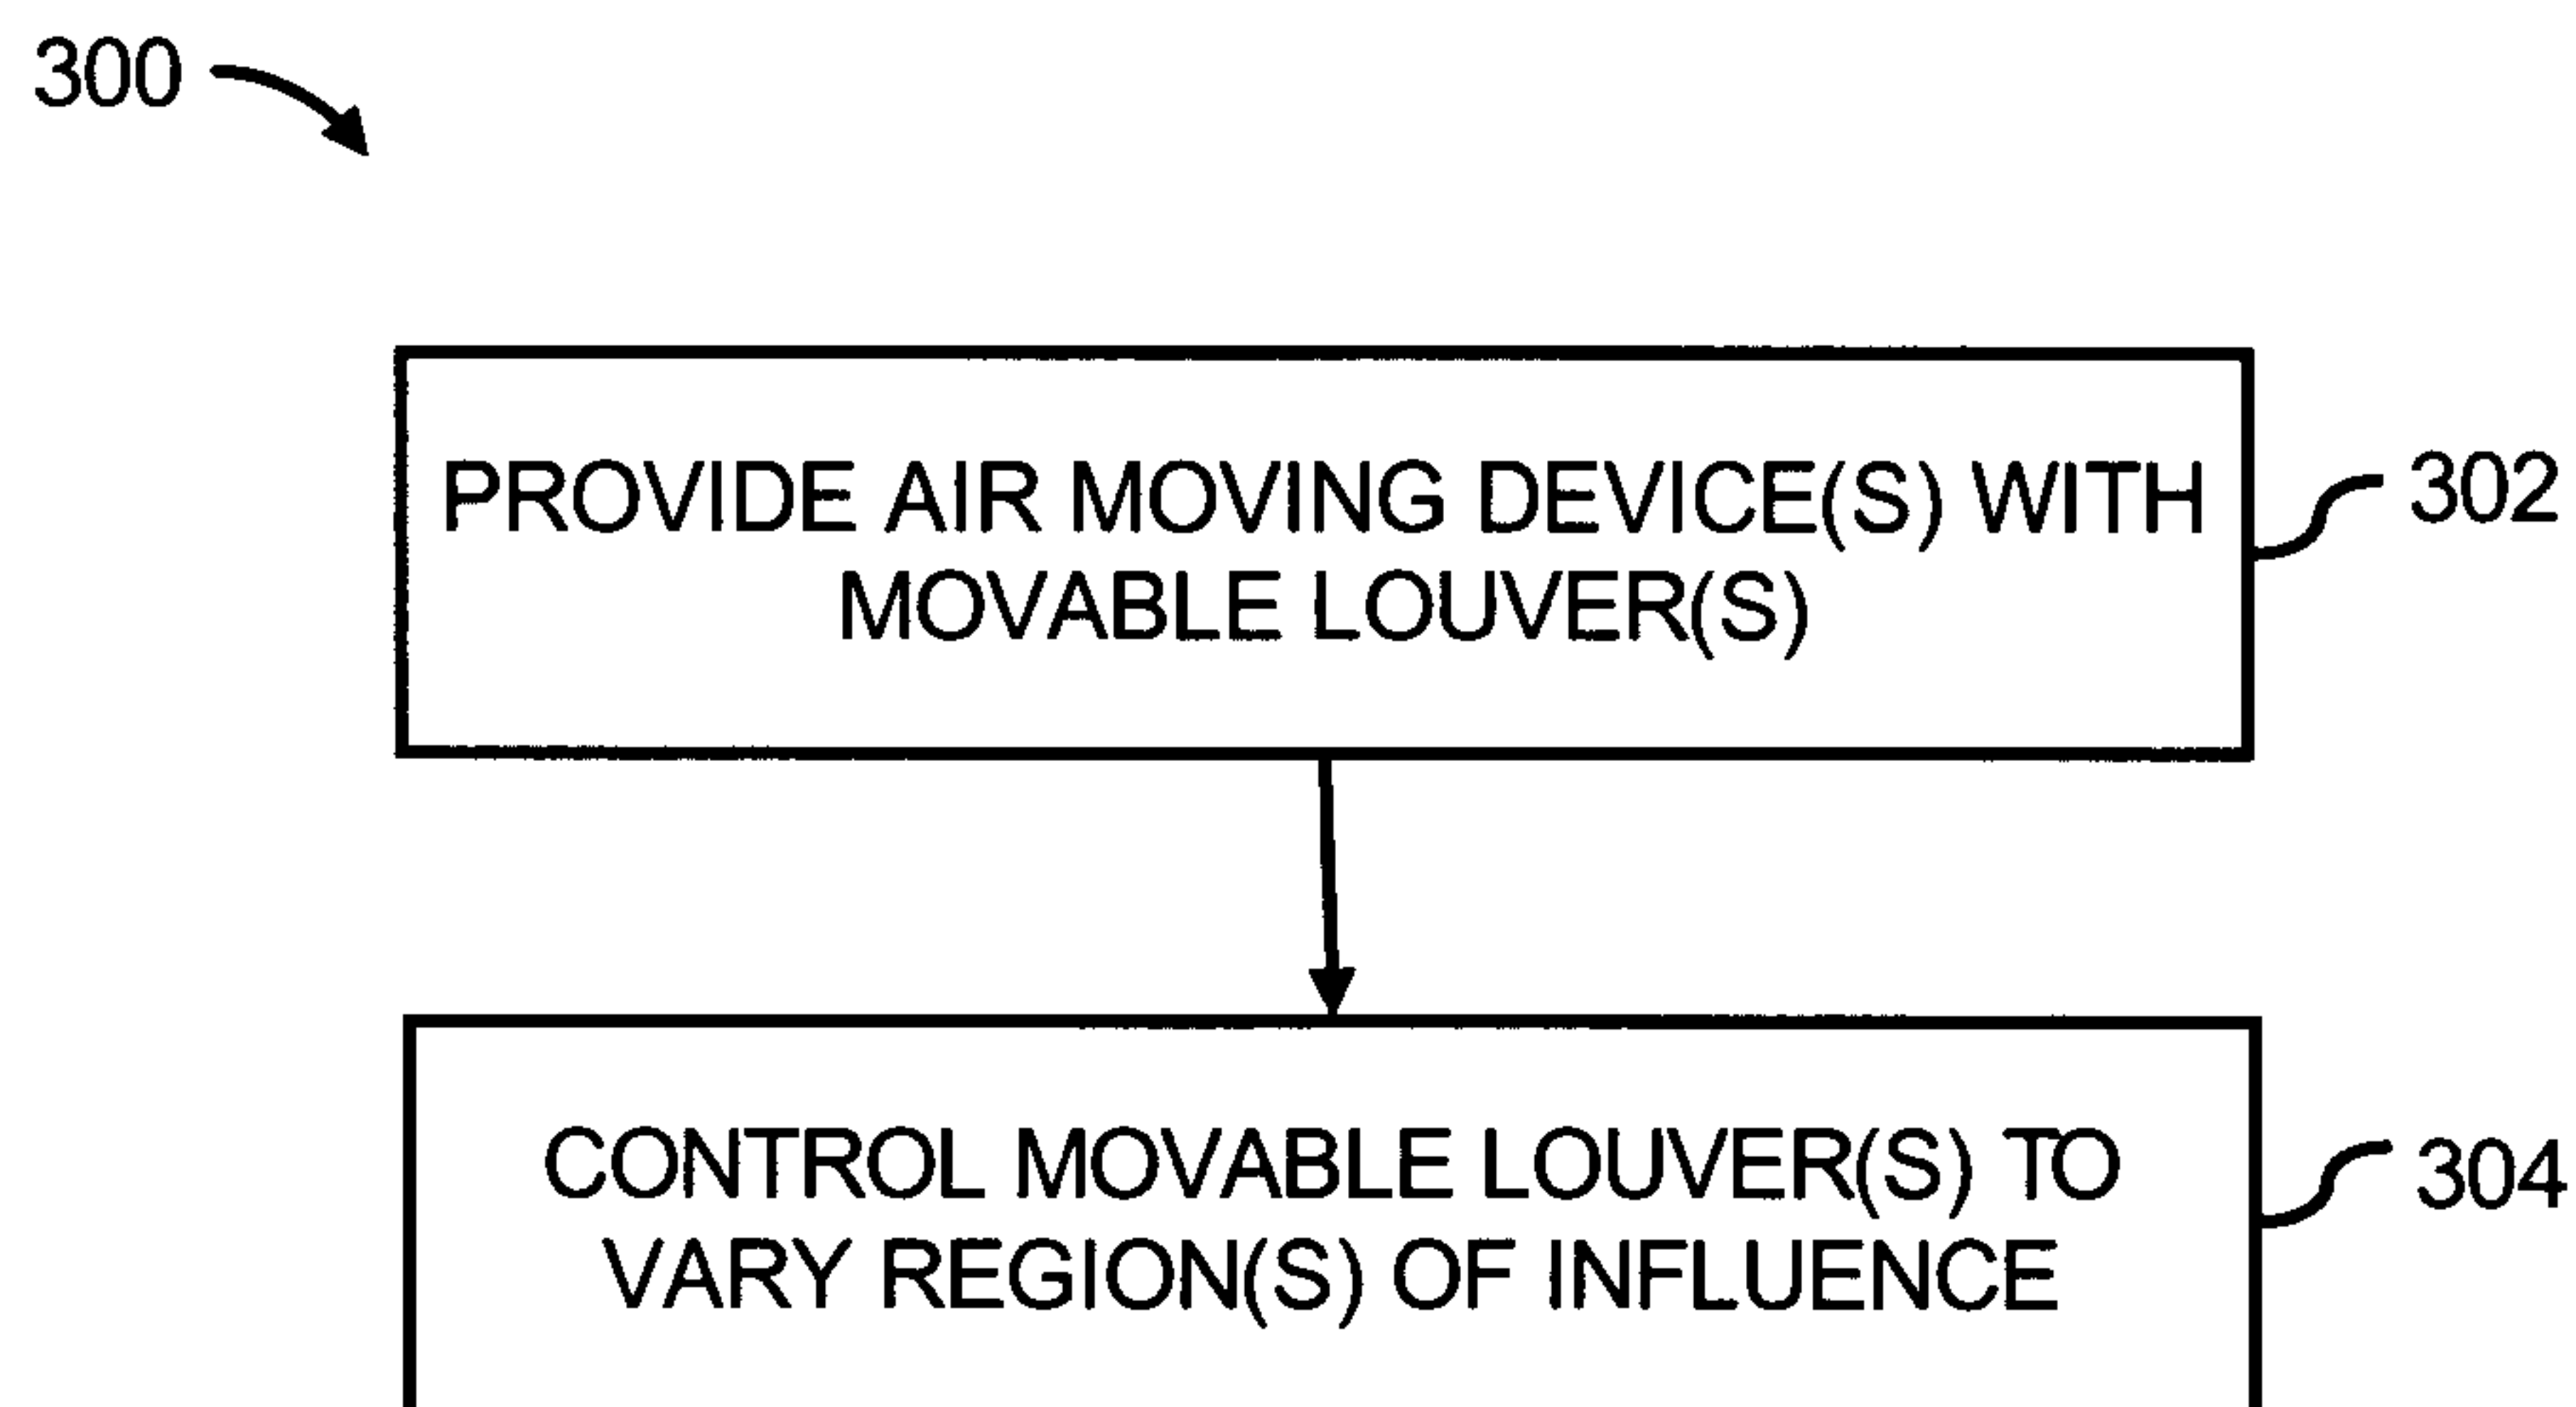 300
PROVIDE AIR MOVING DEVICE(S) WITH
MOVABLE LOUVER(S)
302
CONTROL MOVABLE LOUVER(S) TO
VARY REGION(S) OF INFLUENCE
304